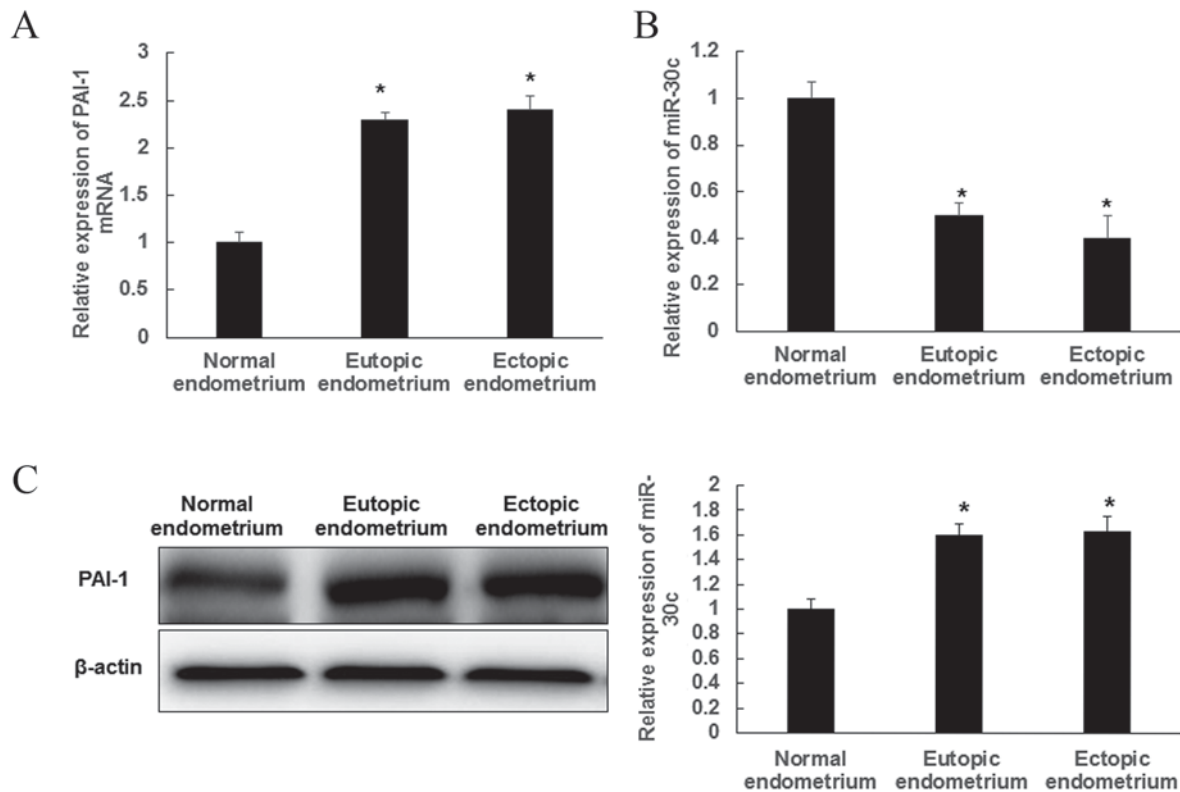 A
Relative expression of PAI-1
mRNA
3
2.5
2
1.5
1
0.5
0
*
*
Normal
endometrium
Eutopic
endometrium
Ectopic
endometrium
B
Relative expression of miR-30c
1.2
1
0.8
0.6
0.4
0.2
0
*
*
Normal
endometrium
Eutopic
endometrium
Ectopic
endometrium
C
Normal
endometrium
Eutopic
endometrium
Ectopic
endometrium
PAI-1
β-actin
Relative expression of miR-
30c
2
1.8
1.6
1.4
1.2
1
0.8
0.6
0.4
0.2
0
*
*
Normal
endometrium
Eutopic
endometrium
Ectopic
endometrium